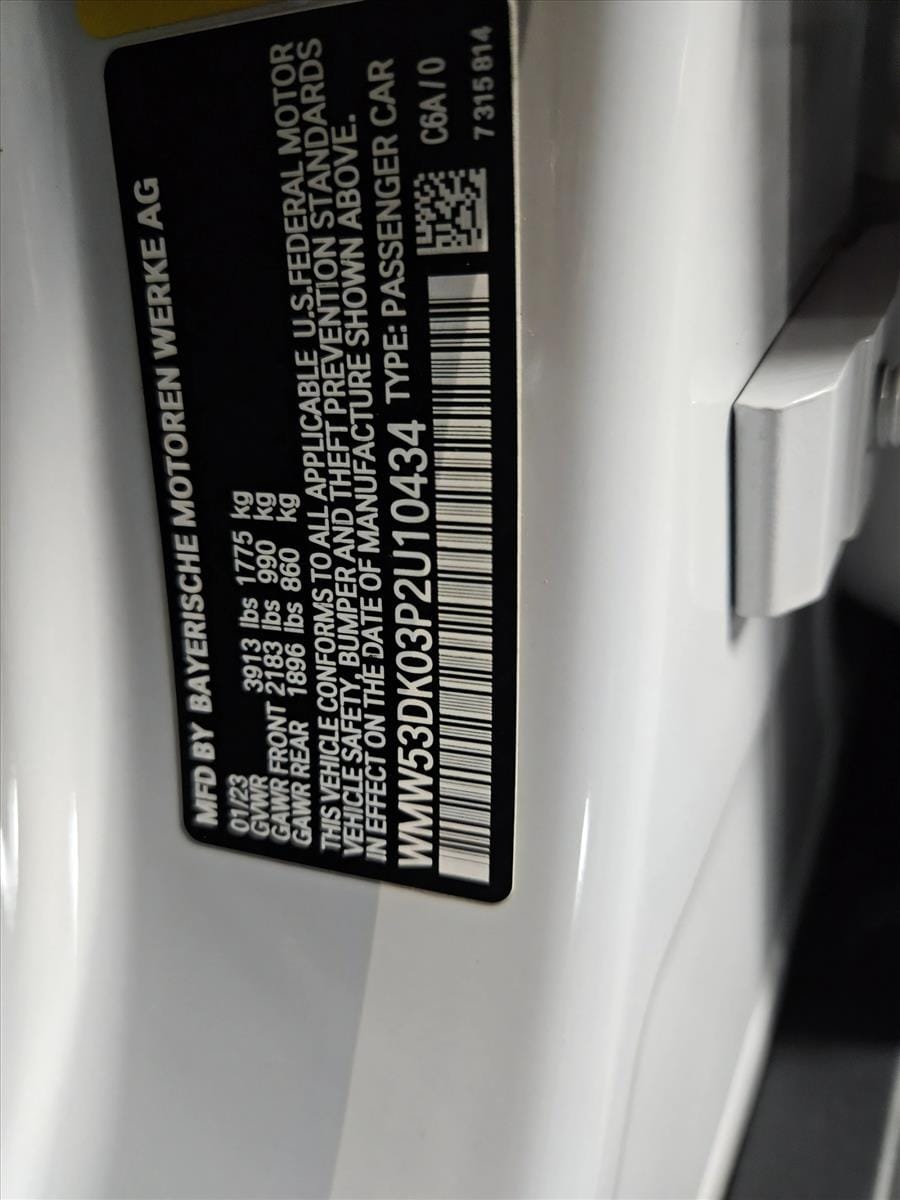 MFD BY BAYERISCHE MOTOREN WERKE AG
01/23
GVWR 3913 lbs 1775 kg
GAWR FRONT 2183 lbs 990 kg
GAWR REAR 1896 lbs 860 kg
THIS VEHICLE CONFORMS TO ALL APPLICABLE U.S.FEDERAL MOTOR
VEHICLE SAFETY, BUMPER AND THEFT PREVENTION STANDARDS
IN EFFECT ON THE DATE OF MANUFACTURE SHOWN ABOVE.
WMW53DK03P2U10434 TYPE: PASSENGER CAR
C6A / 0
7 315 814